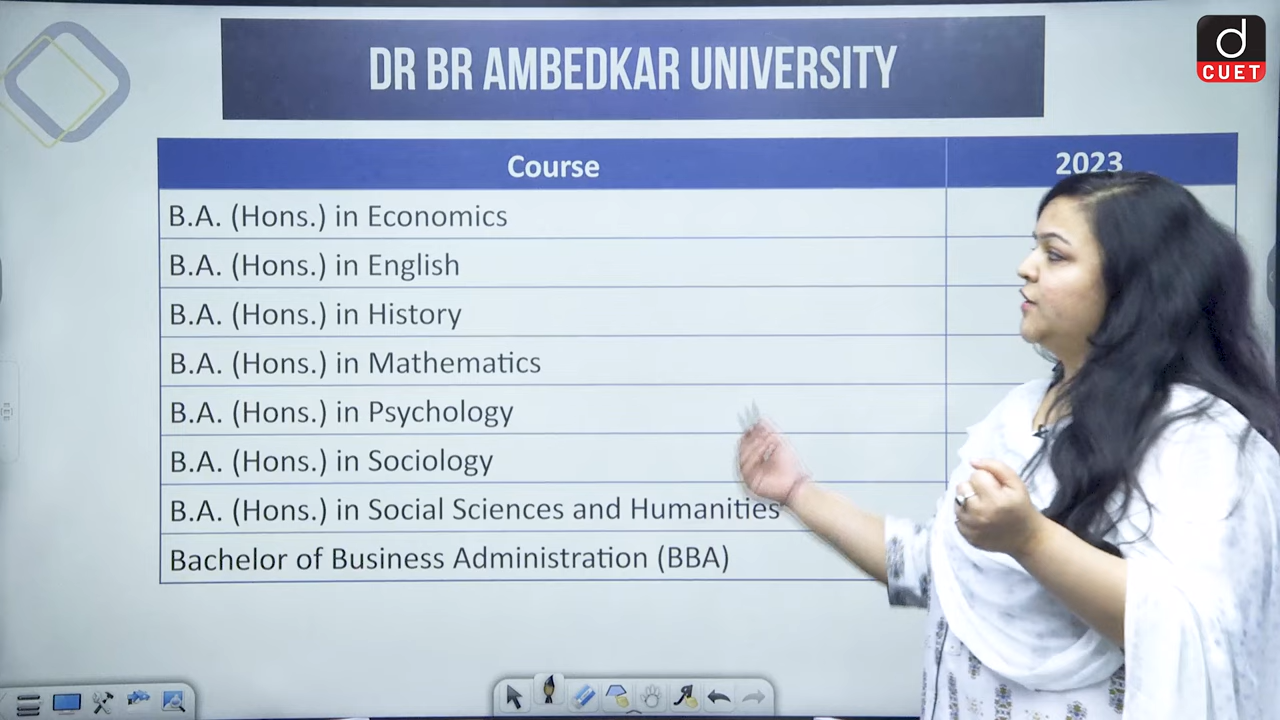 d
CUET
DR BR AMBEDKAR UNIVERSITY
Course 2023
B.A. (Hons.) in Economics
B.A. (Hons.) in English
B.A. (Hons.) in History
B.A. (Hons.) in Mathematics
B.A. (Hons.) in Psychology
B.A. (Hons.) in Sociology
B.A. (Hons.) in Social Sciences and Humanities
Bachelor of Business Administration (BBA)